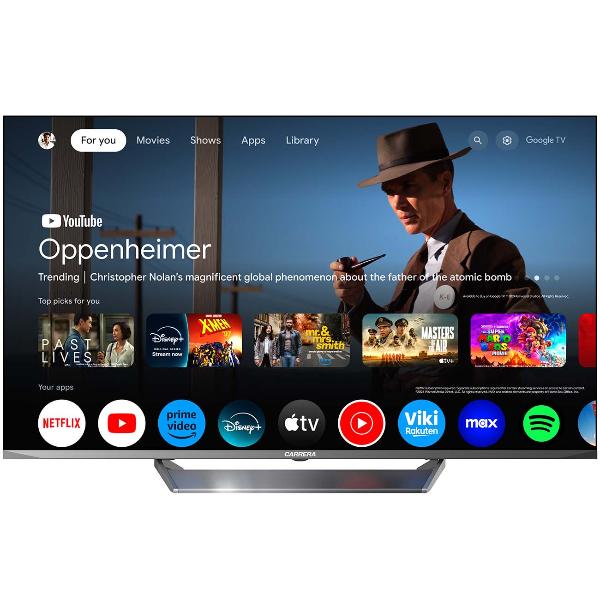 For you
Movies
Shows
Apps
Library
Google TV
YouTube
Oppenheimer
Trending | Christopher Nolan's magnificent global phenomenon about the father of the atomic bomb
Top picks for you
PAST LIVES
Disney+
Stream now
X-MEN
mr. & mrs. smith
MASTERS OF THE AIR
tv+
SUPER MARIO BROS. MOVIE
Your apps
NETFLIX
prime video
Disney+
tv
Viki
Rakuten
max
CARRERA